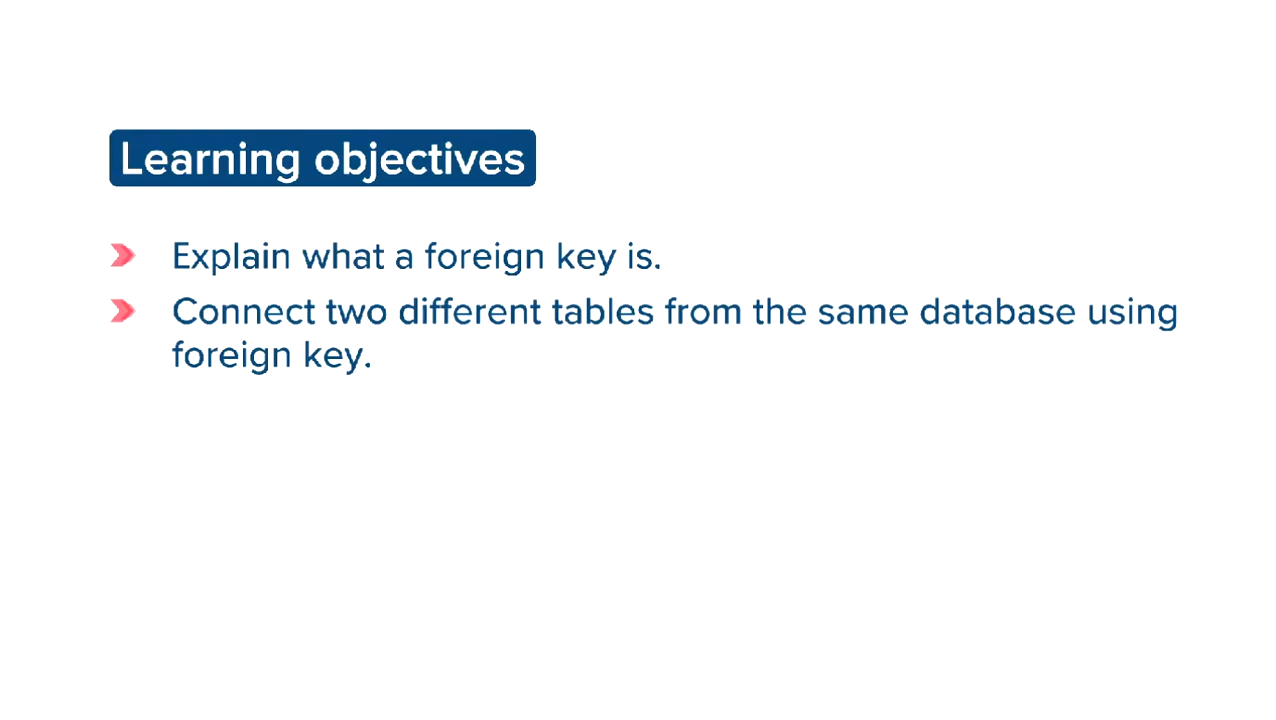 Learning objectives
Explain what a foreign key is.
Connect two different tables from the same database using
foreign key.